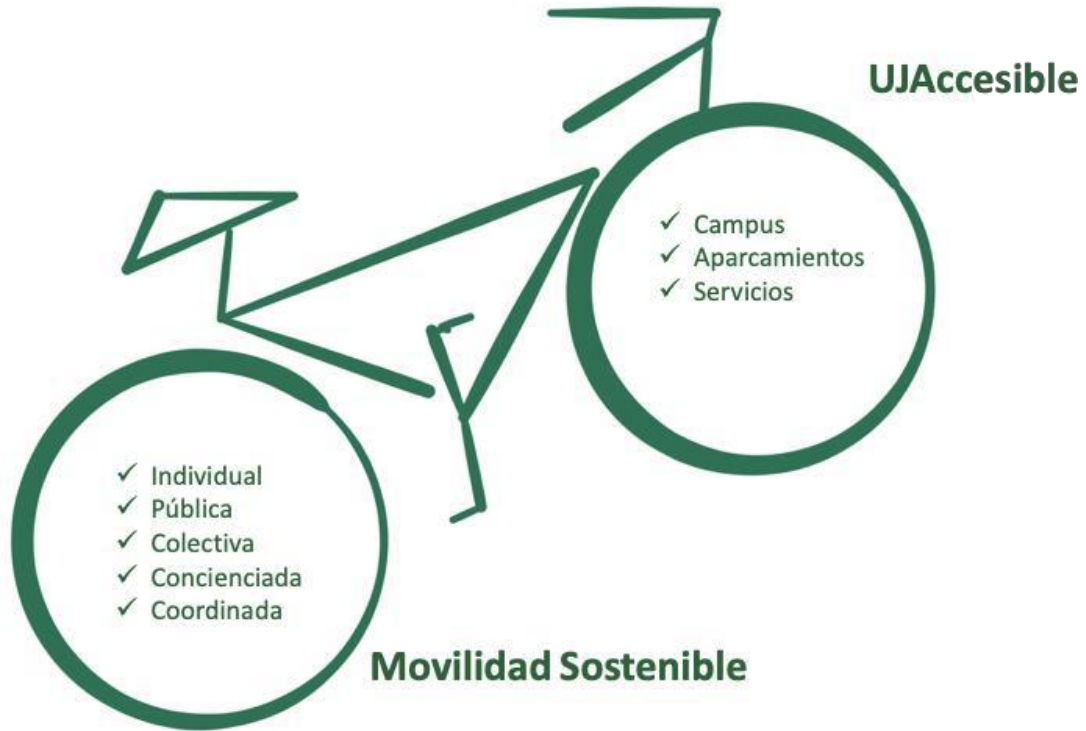 UJAccesible
✓ Campus
✓ Aparcamientos
✓ Servicios
✓ Individual
✓ Pública
✓ Colectiva
✓ Concienciada
✓ Coordinada
Movilidad Sostenible